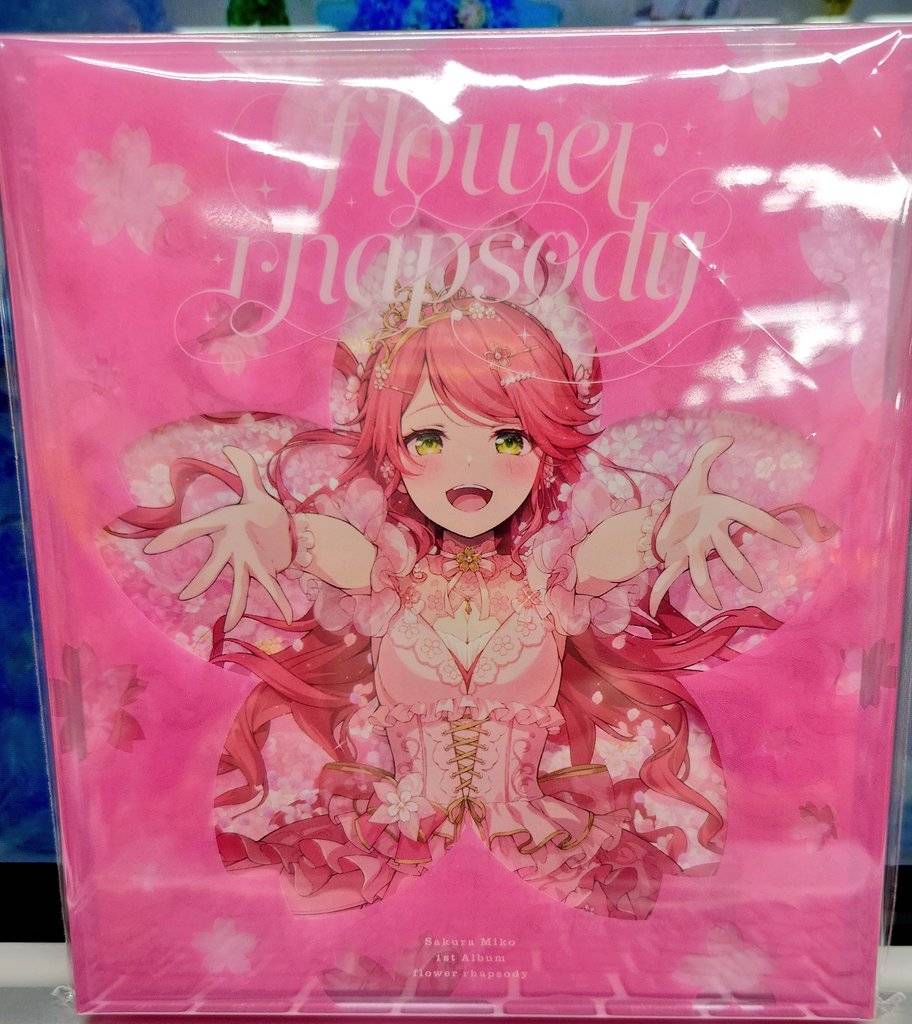 flower
rhapsody
Sakura Miko
1st Album
flower rhapsody